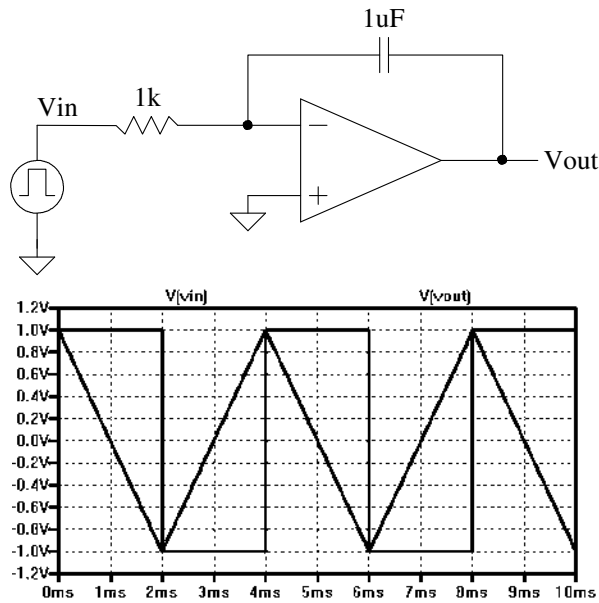 1uF
1k
Vin
Vout
V[vin] V[vout]
1.2V
1.0V
0.8V
0.6V
0.4V
0.2V
0.0V
-0.2V
-0.4V
-0.6V
-0.8V
-1.0V
-1.2V
0ms 1ms 2ms 3ms 4ms 5ms 6ms 7ms 8ms 9ms 10ms